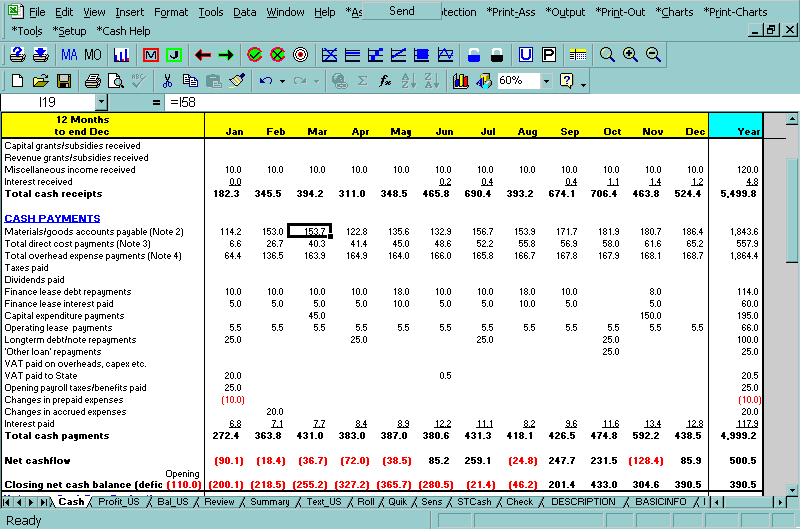 File Edit View Insert Format Tools Data Window Help *As Send otection *Print-Ass *Output *Print-Out *Charts *Print-Charts
*Tools *Setup *Cash Help
MA MO M J U P
60%
I19 = =I58
12 Months
to end Dec Jan Feb Mar Apr May Jun Jul Aug Sep Oct Nov Dec Year
Capital grants/subsidies received
Revenue grants/subsidies received
Miscellaneous income received 10.0 10.0 10.0 10.0 10.0 10.0 10.0 10.0 10.0 10.0 10.0 10.0 120.0
Interest received 0.0 0.2 0.4 0.4 1.1 1.4 1.2 4.8
Total cash receipts 182.3 345.5 394.2 311.0 348.5 465.8 690.4 393.2 674.1 706.4 463.8 524.4 5,499.8
CASH PAYMENTS
Materials/goods accounts payable (Note 2) 114.2 153.0 153.7 122.8 135.6 132.9 156.7 153.9 171.7 181.9 180.7 186.4 1,843.6
Total direct cost payments (Note 3) 6.6 26.7 40.3 41.4 45.0 48.6 52.2 55.8 56.9 58.0 61.6 65.2 557.9
Total overhead expense payments (Note 4) 64.4 136.5 163.9 164.9 164.0 166.0 165.8 166.7 167.8 167.9 168.1 168.7 1,864.4
Taxes paid
Dividends paid
Finance lease debt repayments 10.0 10.0 10.0 10.0 18.0 10.0 10.0 18.0 10.0 8.0 114.0
Finance lease interest paid 5.0 5.0 5.0 5.0 10.0 5.0 5.0 10.0 5.0 5.0 60.0
Capital expenditure payments 45.0 150.0 195.0
Operating lease payments 5.5 5.5 5.5 5.5 5.5 5.5 5.5 5.5 5.5 5.5 5.5 5.5 66.0
Longterm debt/note repayments 25.0 25.0 25.0 25.0 100.0
'Other loan' repayments 25.0 25.0
VAT paid on overheads, capex etc.
VAT paid to State 20.0 0.5 20.5
Opening payroll taxes/benefits paid 25.0 25.0
Changes in prepaid expenses (10.0) (10.0)
Changes in accrued expenses 20.0 20.0
Interest paid 6.8 7.1 7.7 8.4 8.9 12.2 11.1 8.2 9.6 11.6 13.4 12.8 117.9
Total cash payments 272.4 363.8 431.0 383.0 387.0 380.6 431.3 418.1 426.5 474.8 592.2 438.5 4,999.2
Net cashflow (90.1) (18.4) (36.7) (72.0) (38.5) 85.2 259.1 (24.8) 247.7 231.5 (128.4) 85.9 500.5
Opening
Closing net cash balance (defic (110.0) (200.1) (218.5) (255.2) (327.2) (365.7) (280.5) (21.4) (46.2) 201.4 433.0 304.6 390.5 390.5
Cash Profit_US Bal_US Review Summary Text_US Roll Quik Sens STCash Check DESCRIPTION BASICINFO I
Ready